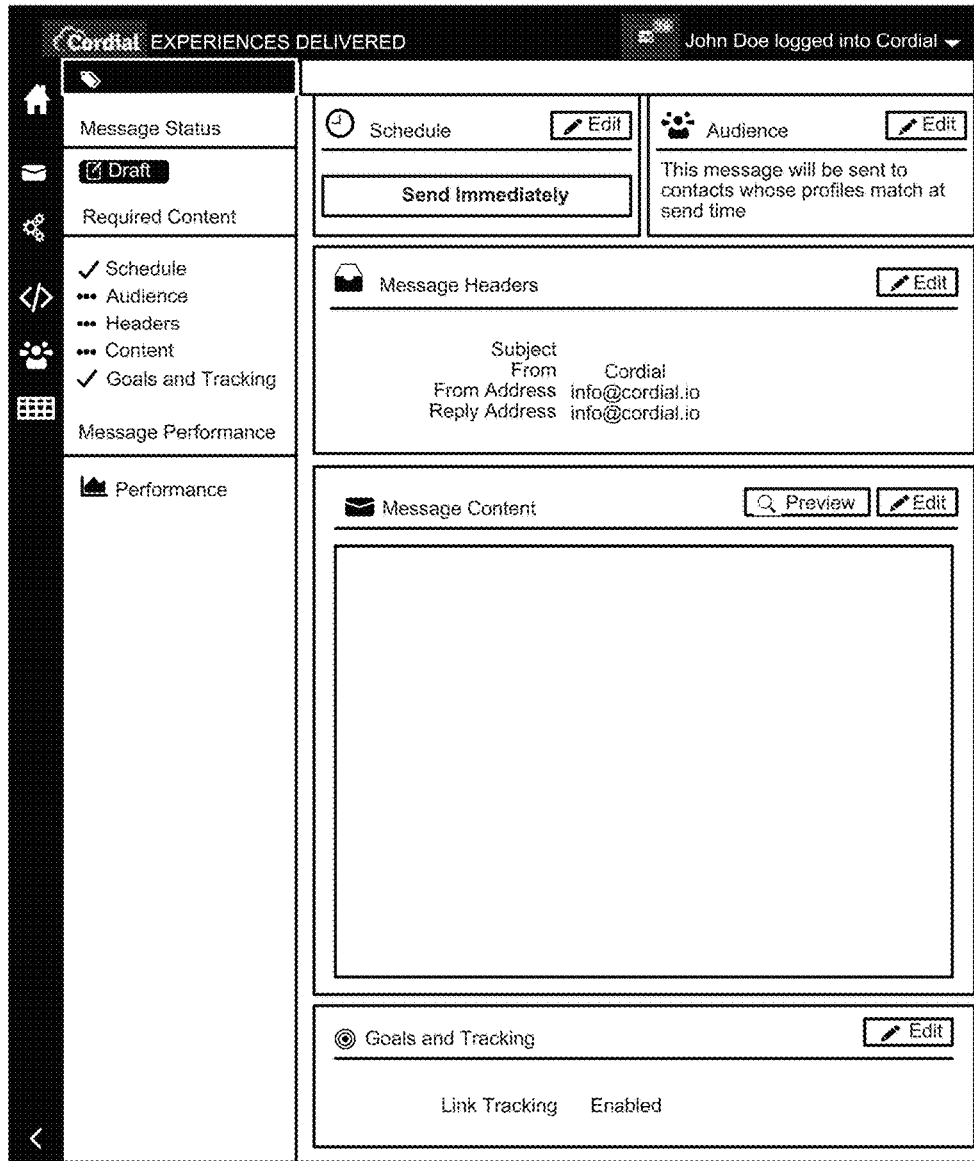 Cordial EXPERIENCES DELIVERED
John Doe logged into Cordial
Message Status
Draft
Required Content
Schedule
Audience
Headers
Content
Goals and Tracking
Message Performance
Performance
Schedule
Edit
Send Immediately
Audience
Edit
This message will be sent to
contacts whose profiles match at
send time
Message Headers
Edit
Subject
From Cordial
From Address info@cordial.io
Reply Address info@cordial.io
Message Content
Preview
Edit
Goals and Tracking
Edit
Link Tracking Enabled